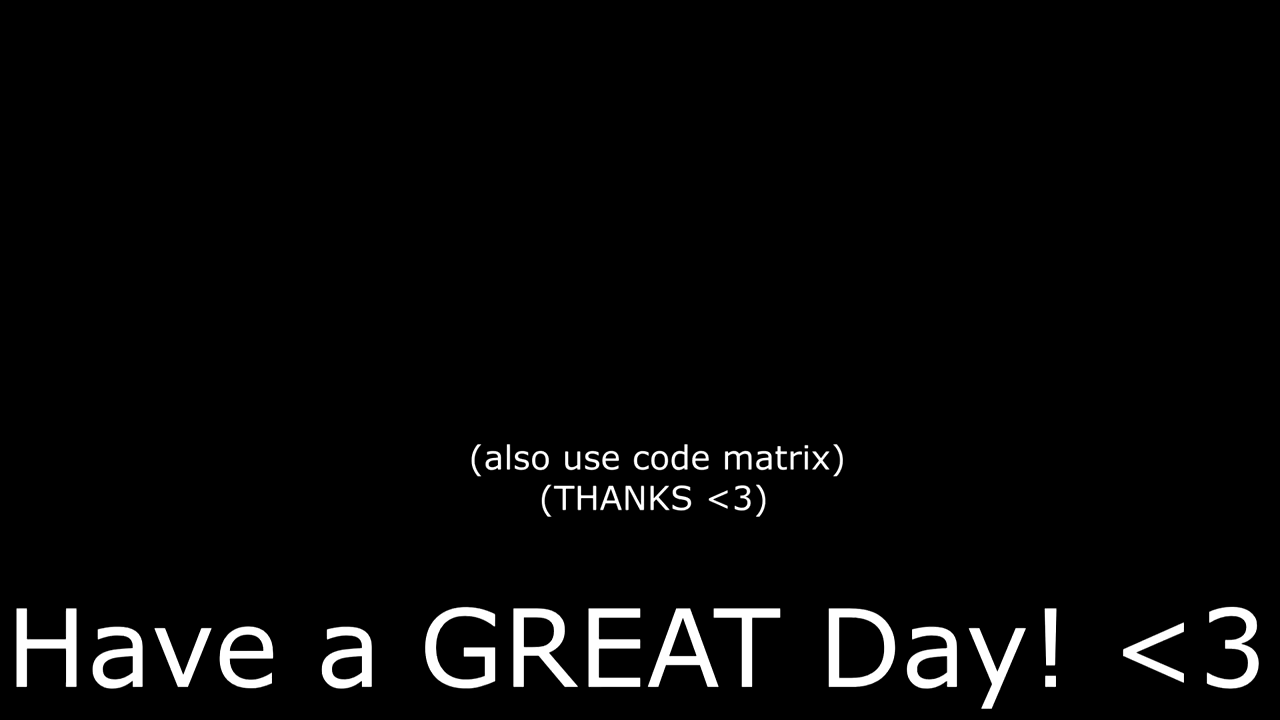 (also use code matrix)
(THANKS <3)
Have a GREAT Day! <3